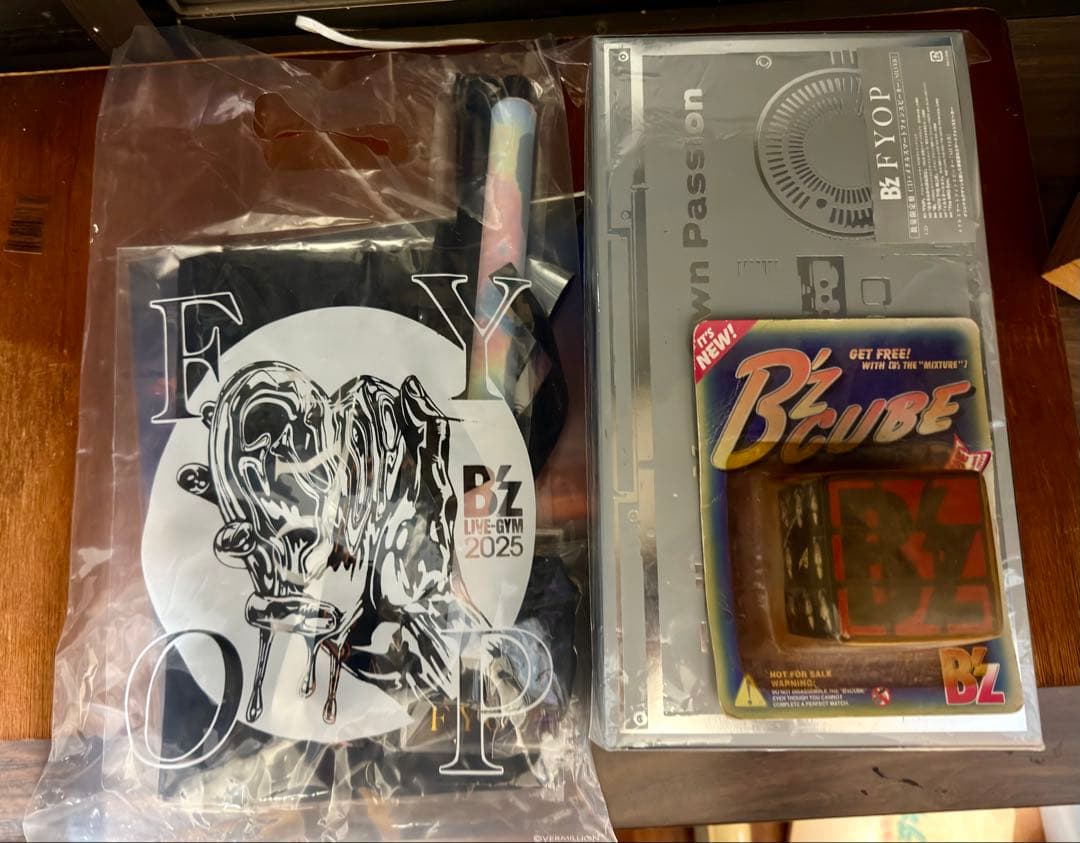 F Y
B'z
LIVE-GYM
2025
O P
F Y
©VERMILLION
wn Passion
B'z FYOP
IT'S NEW!
B'z CUBE
GET FREE!
WITH [B'z THE "MIXTURE"]
B'z
NOT FOR SALE
WARNING:
DO NOT DISASSEMBLE THE "B'z CUBE"
EVEN THOUGH YOU CANNOT
COMPLETE A PERFECT MATCH.
B'z